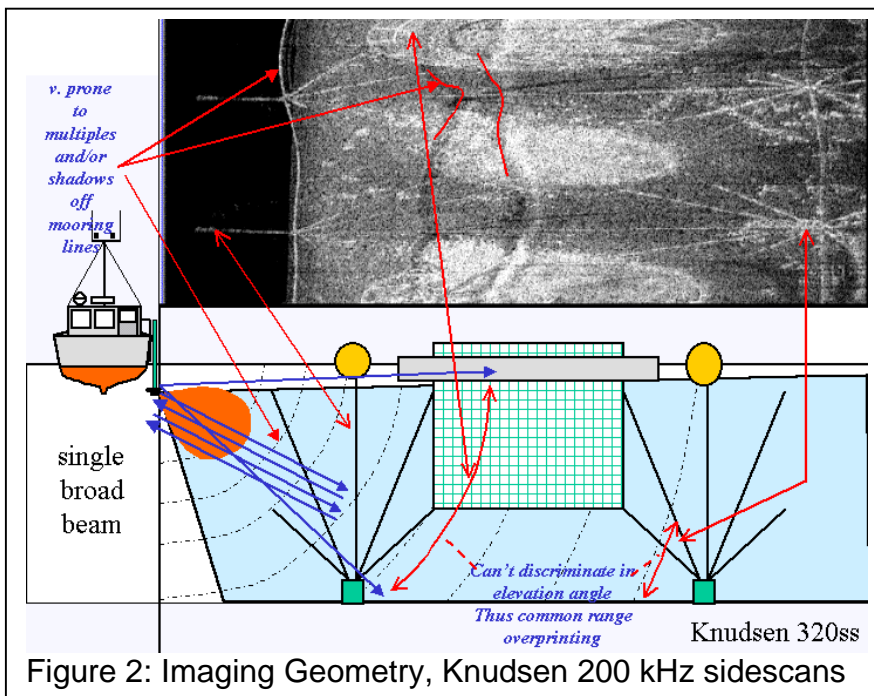 v. prone
to
multiples
and/or
shadows
off
mooring
lines
single
broad
beam
Can't discriminate in
elevation angle
Thus common range
overprinting
Knudsen 320ss
Figure 2: Imaging Geometry, Knudsen 200 kHz sidescans